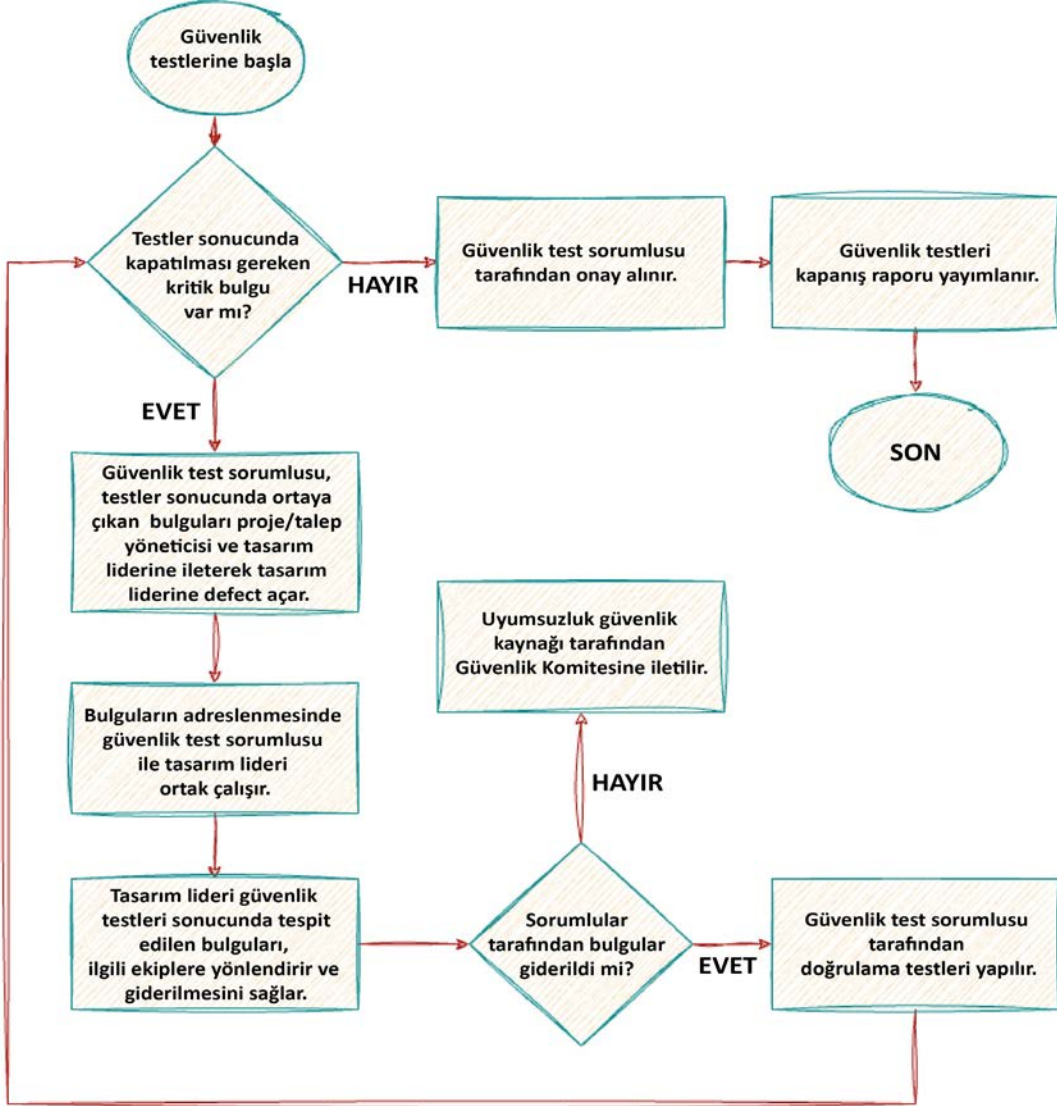 Güvenlik
testlerine başla
Testler sonucunda
kapatılması gereken
kritik bulgu
var mı?
HAYIR
Güvenlik test sorumlusu
tarafından onay alınır.
Güvenlik testleri
kapanış raporu yayımlanır.
SON
EVET
Güvenlik test sorumlusu,
testler sonucunda ortaya
çıkan bulguları proje/talep
yöneticisi ve tasarım
liderine ileterek tasarım
liderine defect açar.
Bulguların adreslenmesinde
güvenlik test sorumlusu
ile tasarım lideri
ortak çalışır.
Tasarım lideri güvenlik
testleri sonucunda tespit
edilen bulguları,
ilgili ekiplere yönlendirir ve
giderilmesini sağlar.
Sorumlular
tarafından bulgular
giderildi mi?
HAYIR
Uyumsuzluk güvenlik
kaynağı tarafından
Güvenlik Komitesine iletilir.
EVET
Güvenlik test sorumlusu
tarafından
doğrulama testleri yapılır.